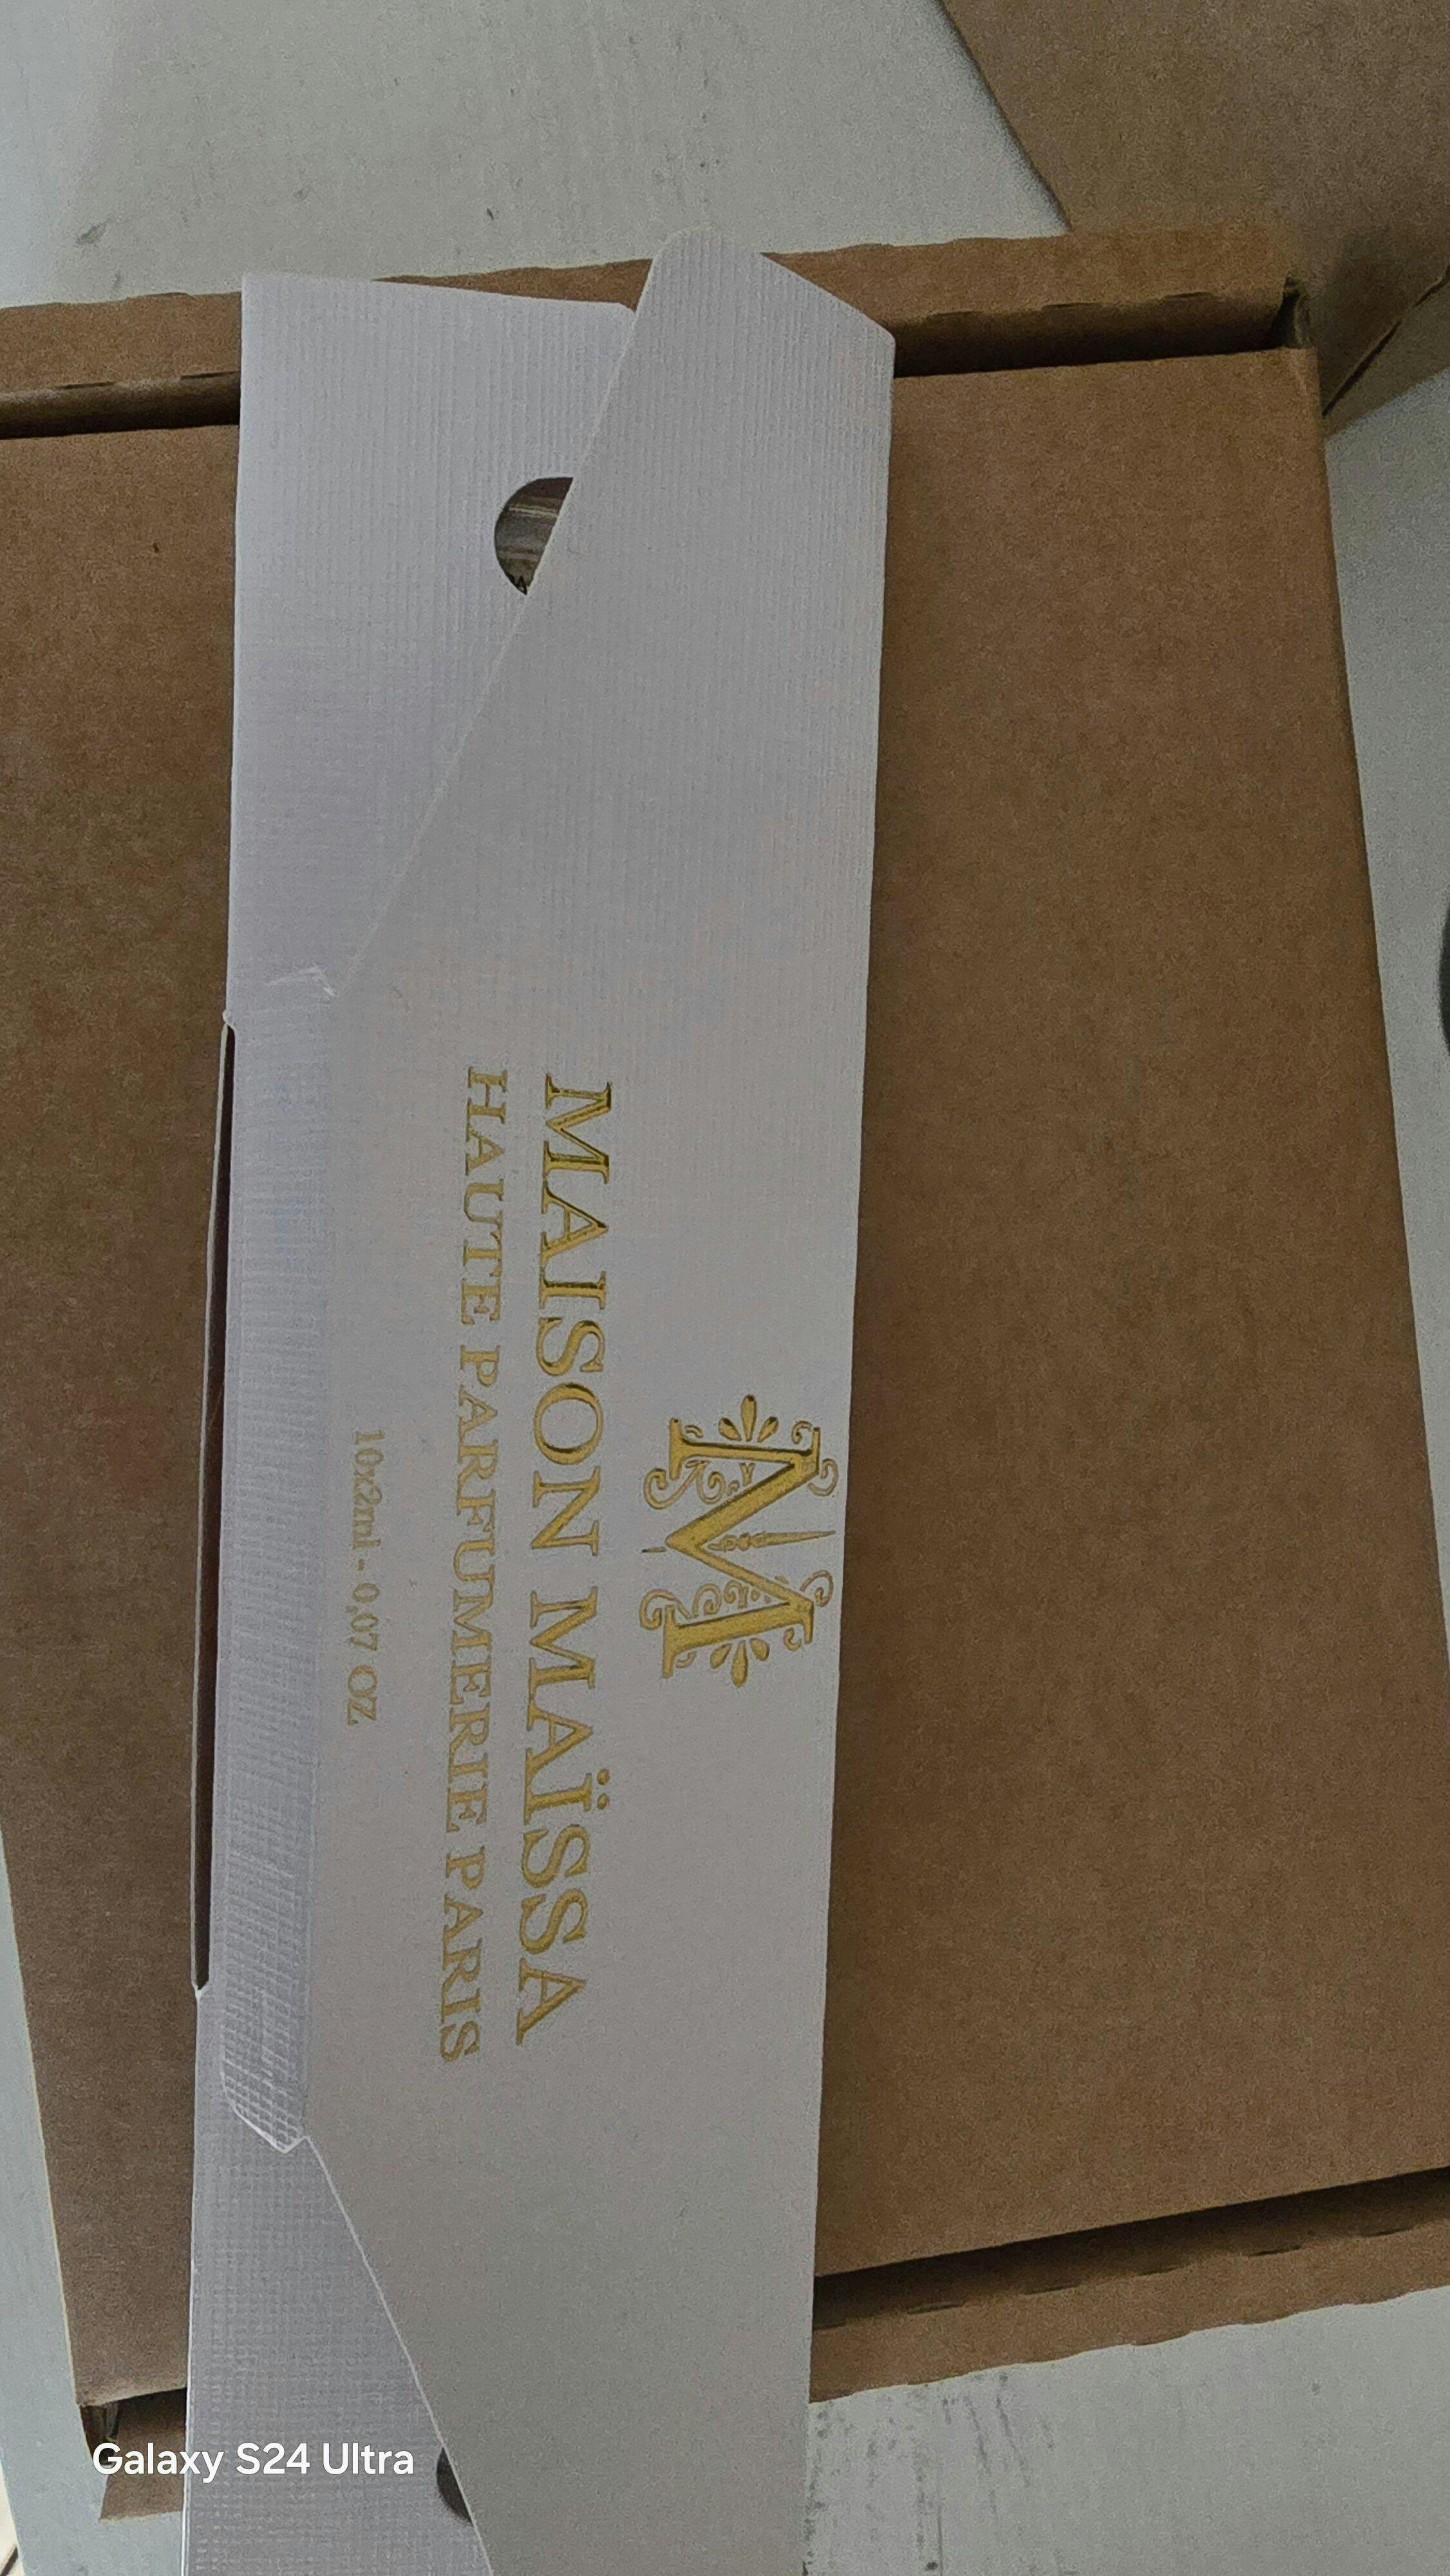 M
MAISON MAÏSSA
HAUTE PARFUMERIE PARIS
10x2ml - 0,07 OZ
Galaxy S24 Ultra